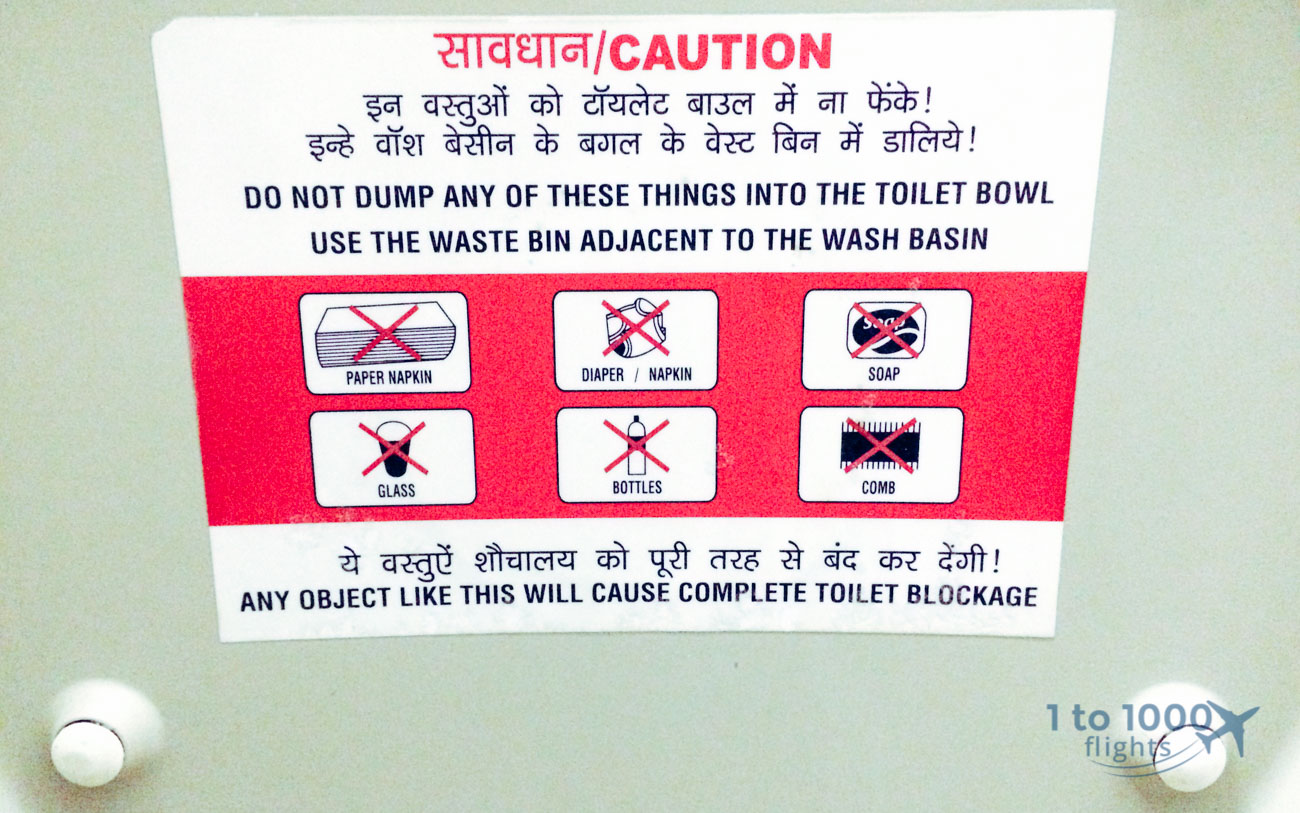 सावधान/CAUTION
इन वस्तुओं को टॉयलेट बाउल में ना फेंके!
इन्हे वॉश बेसीन के बगल के वेस्ट बिन में डालिये!
DO NOT DUMP ANY OF THESE THINGS INTO THE TOILET BOWL
USE THE WASTE BIN ADJACENT TO THE WASH BASIN
PAPER NAPKIN
DIAPER / NAPKIN
Soap
SOAP
GLASS
BOTTLES
COMB
ये वस्तुऐं शौचालय को पूरी तरह से बंद कर देंगी!
ANY OBJECT LIKE THIS WILL CAUSE COMPLETE TOILET BLOCKAGE
1 to 1000
flights